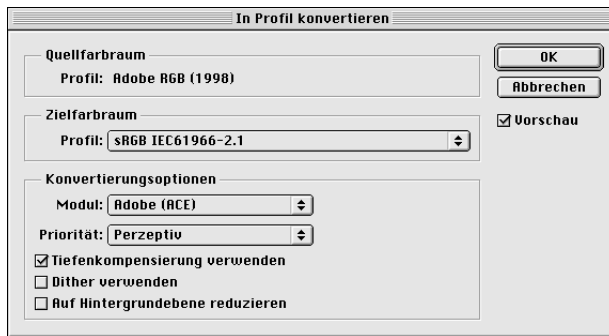 In Profil konvertieren
Quellfarbraum
Profil: Adobe RGB (1998)
Zielfarbraum
Profil: sRGB IEC61966-2.1
Konvertierungsoptionen
Modul: Adobe (ACE)
Priorität: Perzeptiv
Tiefenkompensierung verwenden
Dither verwenden
Auf Hintergrundebene reduzieren
OK
Abbrechen
Vorschau